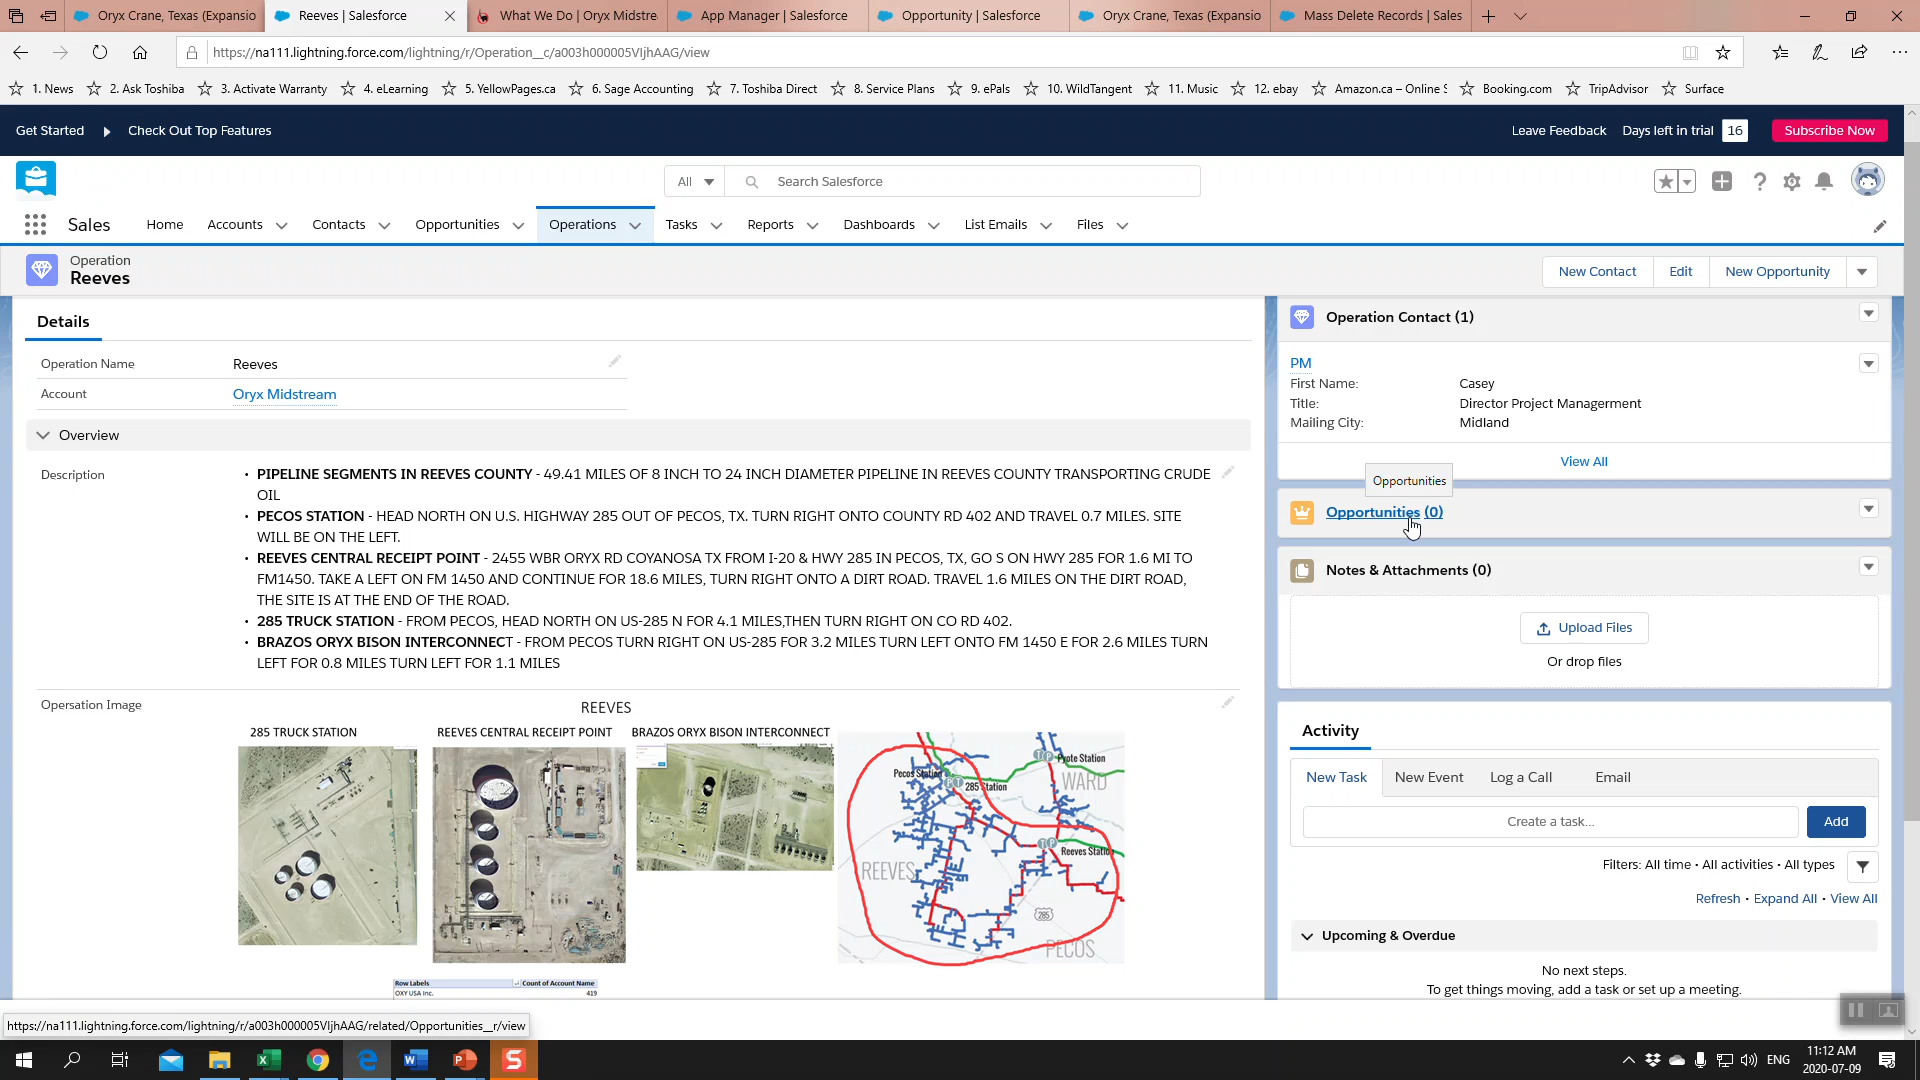 Oryx Crane, Texas (Expansio
Reeves | Salesforce
What We Do | Oryx Midstre
App Manager | Salesforce
Opportunity | Salesforce
Oryx Crane, Texas (Expansio
Mass Delete Records | Sales
https://na111.lightning.force.com/lightning/r/Operation__c/a003h000005VIjhAAG/view
1. News
2. Ask Toshiba
3. Activate Warranty
4. eLearning
5. YellowPages.ca
6. Sage Accounting
7. Toshiba Direct
8. Service Plans
9. ePals
10. WildTangent
11. Music
12. ebay
Amazon.ca – Online S
Booking.com
TripAdvisor
Surface
Get Started
Check Out Top Features
Leave Feedback
Days left in trial 16
Subscribe Now
All
Search Salesforce
Sales
Home
Accounts
Contacts
Opportunities
Operations
Tasks
Reports
Dashboards
List Emails
Files
Operation
Reeves
New Contact
Edit
New Opportunity
Details
Operation Name
Reeves
Account
Oryx Midstream
Overview
Description
• PIPELINE SEGMENTS IN REEVES COUNTY - 49.41 MILES OF 8 INCH TO 24 INCH DIAMETER PIPELINE IN REEVES COUNTY TRANSPORTING CRUDE
OIL
• PECOS STATION - HEAD NORTH ON U.S. HIGHWAY 285 OUT OF PECOS, TX. TURN RIGHT ONTO COUNTY RD 402 AND TRAVEL 0.7 MILES. SITE
WILL BE ON THE LEFT.
• REEVES CENTRAL RECEIPT POINT - 2455 WBR ORYX RD COYANOSA TX FROM I-20 & HWY 285 IN PECOS, TX, GO S ON HWY 285 FOR 1.6 MI TO
FM1450. TAKE A LEFT ON FM 1450 AND CONTINUE FOR 18.6 MILES, TURN RIGHT ONTO A DIRT ROAD. TRAVEL 1.6 MILES ON THE DIRT ROAD,
THE SITE IS AT THE END OF THE ROAD.
• 285 TRUCK STATION - FROM PECOS, HEAD NORTH ON US-285 N FOR 4.1 MILES,THEN TURN RIGHT ON CO RD 402.
• BRAZOS ORYX BISON INTERCONNECT - FROM PECOS TURN RIGHT ON US-285 FOR 3.2 MILES TURN LEFT ONTO FM 1450 E FOR 2.6 MILES TURN
LEFT FOR 0.8 MILES TURN LEFT FOR 1.1 MILES
Opersation Image
REEVES
285 TRUCK STATION
REEVES CENTRAL RECEIPT POINT
BRAZOS ORYX BISON INTERCONNECT
Pyote Station
Pecos Station
WARD
285 Station
Reeves Station
REEVES
285
PECOS
Row Labels
Count of Account Name
OXY USA Inc.
419
Operation Contact (1)
PM
First Name:
Casey
Title:
Director Project Managerment
Mailing City:
Midland
View All
Opportunities
Opportunities (0)
Notes & Attachments (0)
Upload Files
Or drop files
Activity
New Task
New Event
Log a Call
Email
Create a task...
Add
Filters: All time • All activities • All types
Refresh • Expand All • View All
Upcoming & Overdue
No next steps.
To get things moving, add a task or set up a meeting.
https://na111.lightning.force.com/lightning/r/a003h000005VIjhAAG/related/Opportunities__r/view
ENG
11:12 AM
2020-07-09